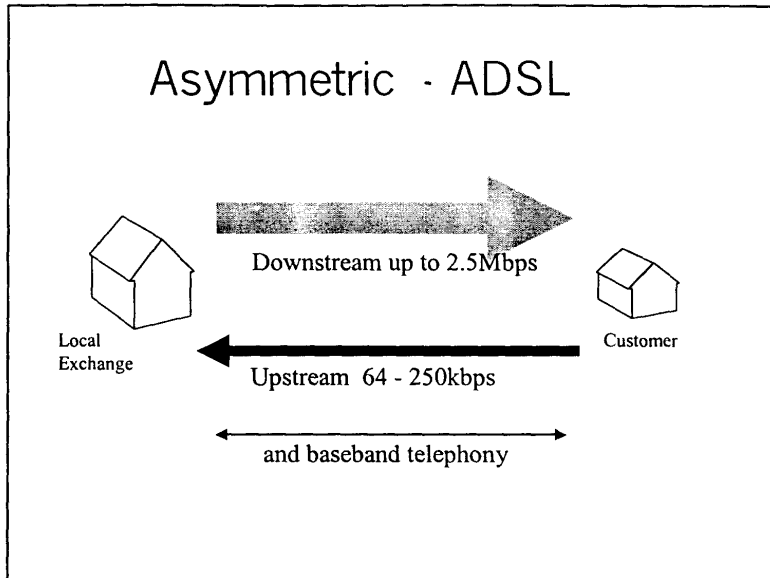 Asymmetric - ADSL
Downstream up to 2.5Mbps
Local
Exchange
Customer
Upstream 64 - 250kbps
and baseband telephony